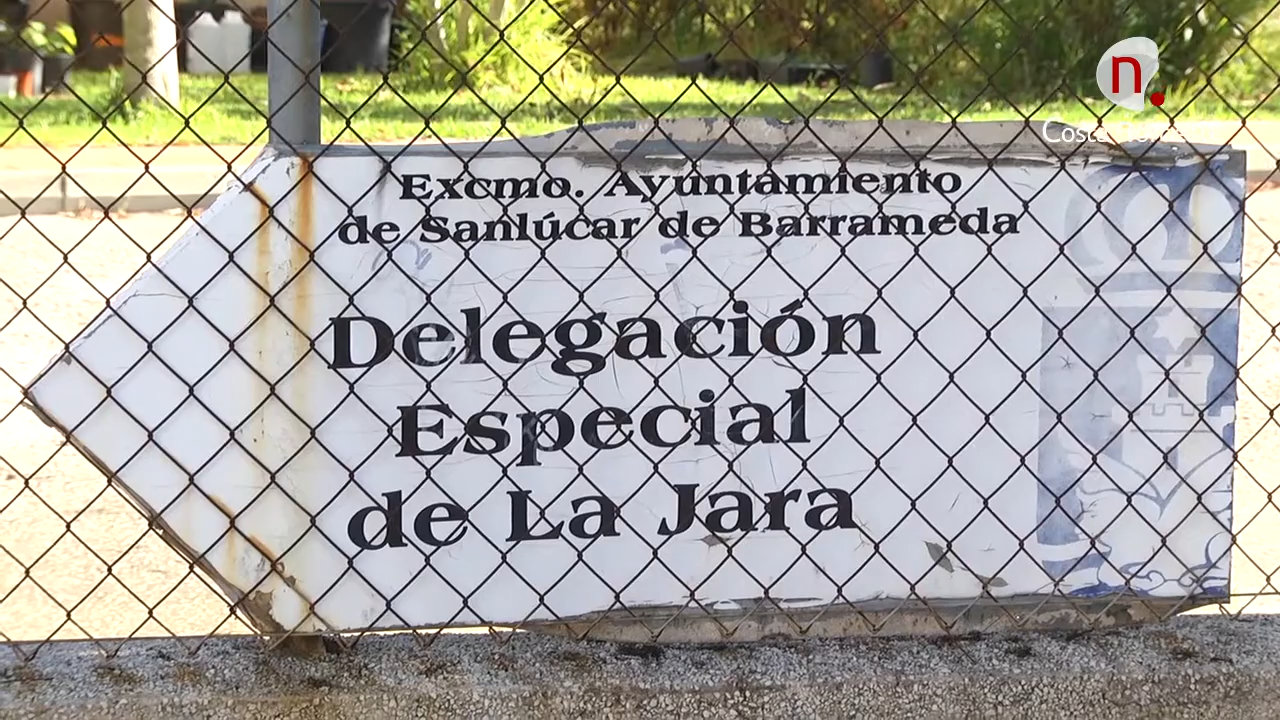 n.
Excmo. Ayuntamiento
de Sanlúcar de Barrameda
Delegación
Especial
de La Jara